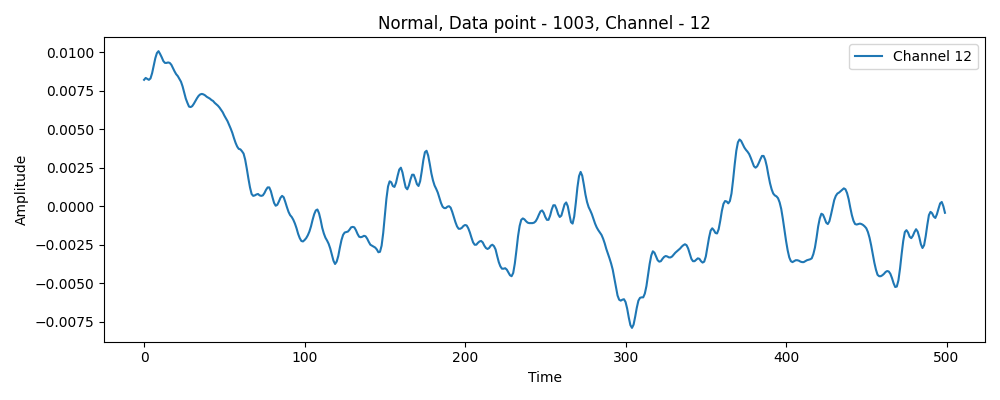 Normal, Data point - 1003, Channel - 12
Channel 12
0.0100
0.0075
0.0050
0.0025
0.0000
−0.0025
−0.0050
−0.0075
Amplitude
0 100 200 300 400 500
Time